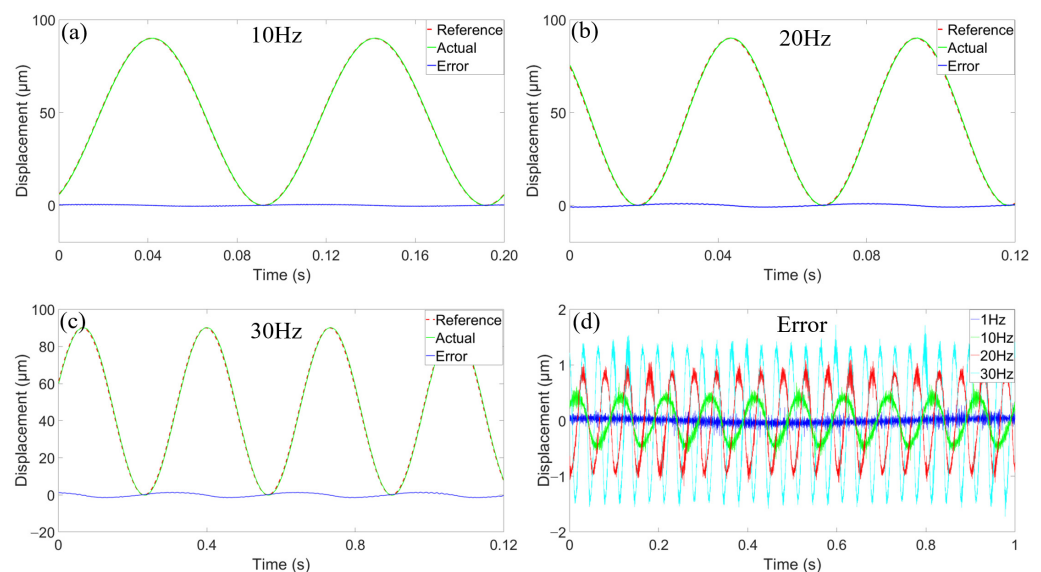 (a)
10Hz
Reference
Actual
Error
100
50
0
Displacement (μm)
0
0.04
0.08
0.12
0.16
0.20
Time (s)
(b)
20Hz
Reference
Actual
Error
100
50
0
Displacement (μm)
0
0.04
0.08
0.12
Time (s)
(c)
30Hz
Reference
Actual
Error
100
80
60
40
20
0
−20
Displacement (μm)
0
0.4
0.8
0.12
Time (s)
(d)
Error
1Hz
10Hz
20Hz
30Hz
2
1
0
−1
−2
Displacement (μm)
0
0.2
0.4
0.6
0.8
1
Time (s)